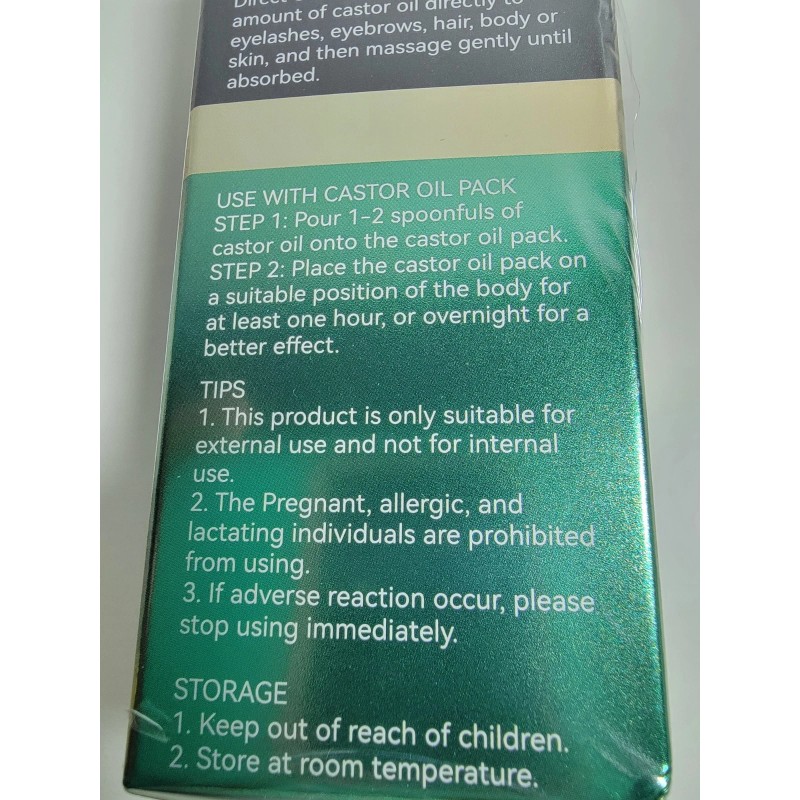 Direct
amount of castor oil directly to
eyelashes, eyebrows, hair, body or
skin, and then massage gently until
absorbed.
USE WITH CASTOR OIL PACK
STEP 1: Pour 1-2 spoonfuls of
castor oil onto the castor oil pack.
STEP 2: Place the castor oil pack on
a suitable position of the body for
at least one hour, or overnight for a
better effect.
TIPS
1. This product is only suitable for
external use and not for internal
use.
2. The Pregnant, allergic, and
lactating individuals are prohibited
from using.
3. If adverse reaction occur, please
stop using immediately.
STORAGE
1. Keep out of reach of children.
2. Store at room temperature.